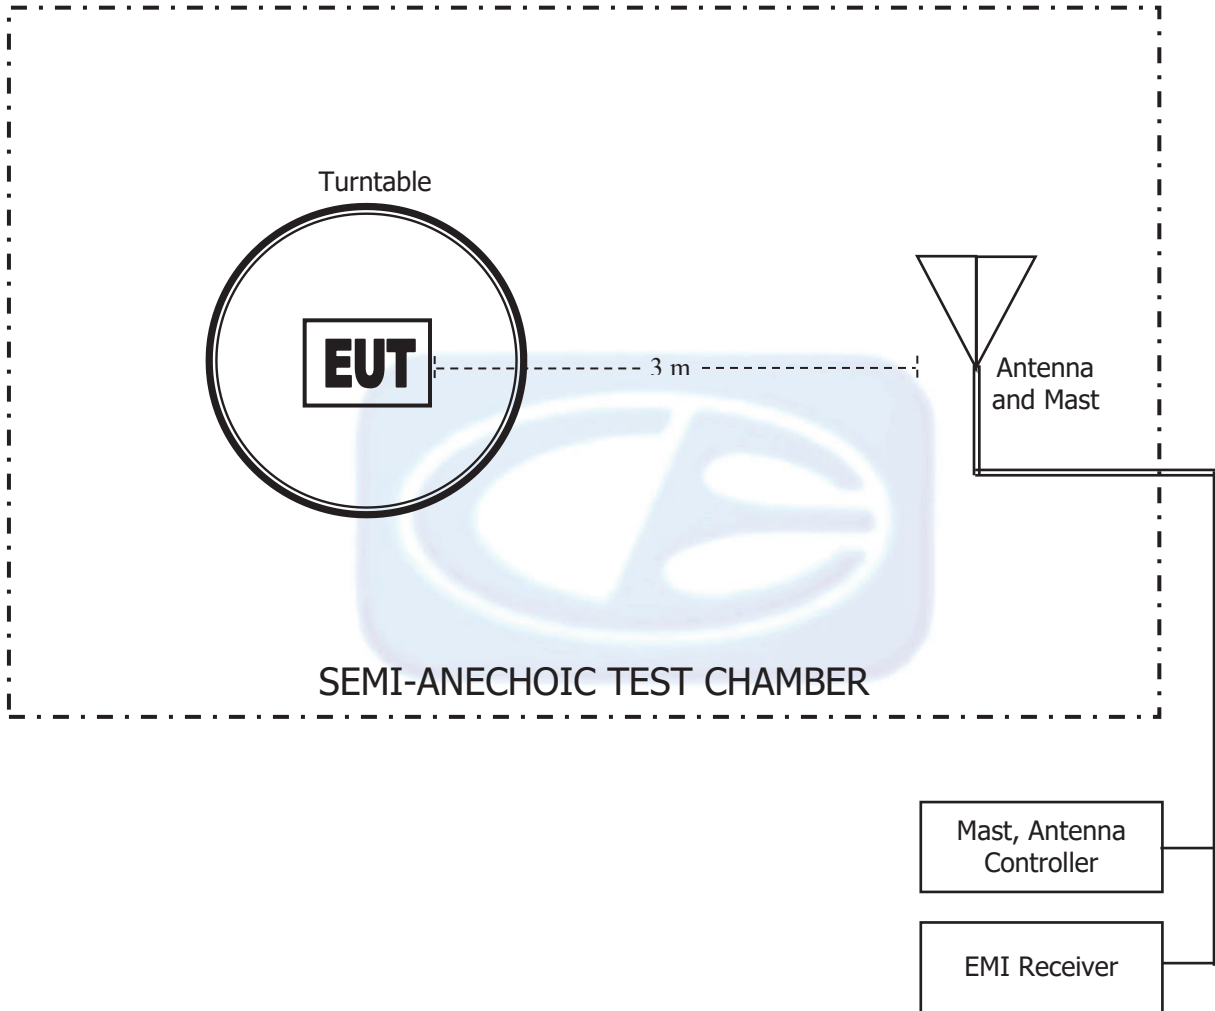 Turntable
EUT
3 m
Antenna
and Mast
SEMI-ANECHOIC TEST CHAMBER
Mast, Antenna
Controller
EMI Receiver